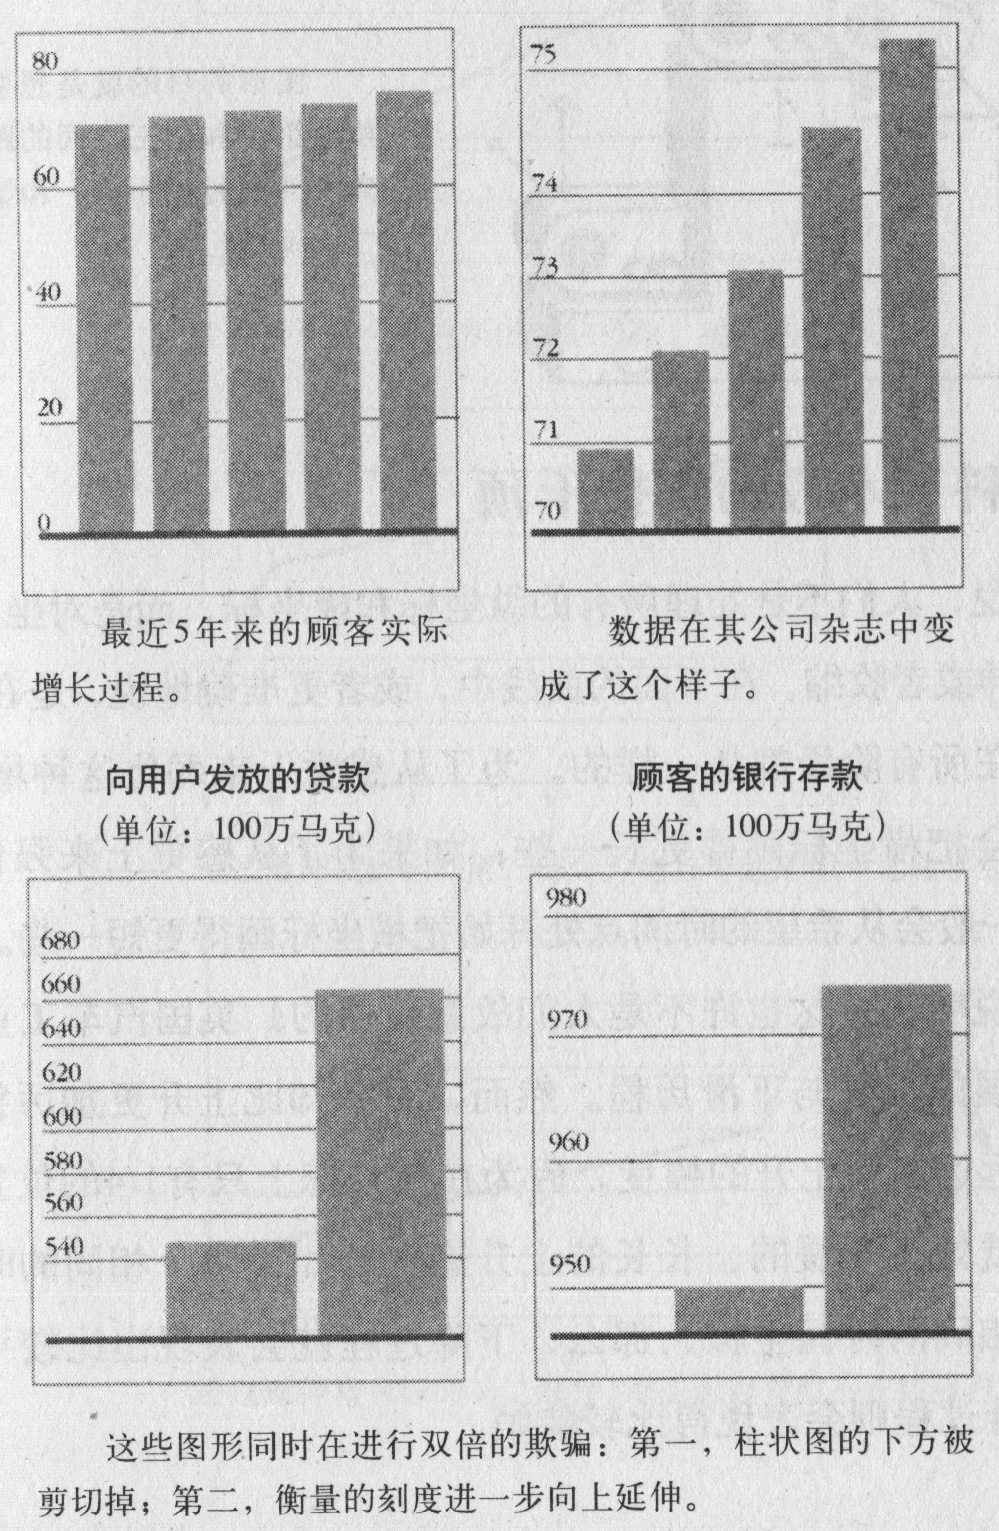 80
60
40
20
0
75
74
73
72
71
70
最近5年来的顾客实际
增长过程。
数据在其公司杂志中变
成了这个样子。
向用户发放的贷款
（单位：100万马克）
680
660
640
620
600
580
560
540
顾客的银行存款
（单位：100万马克）
980
970
960
950
这些图形同时在进行双倍的欺骗：第一，柱状图的下方被
剪切掉；第二，衡量的刻度进一步向上延伸。